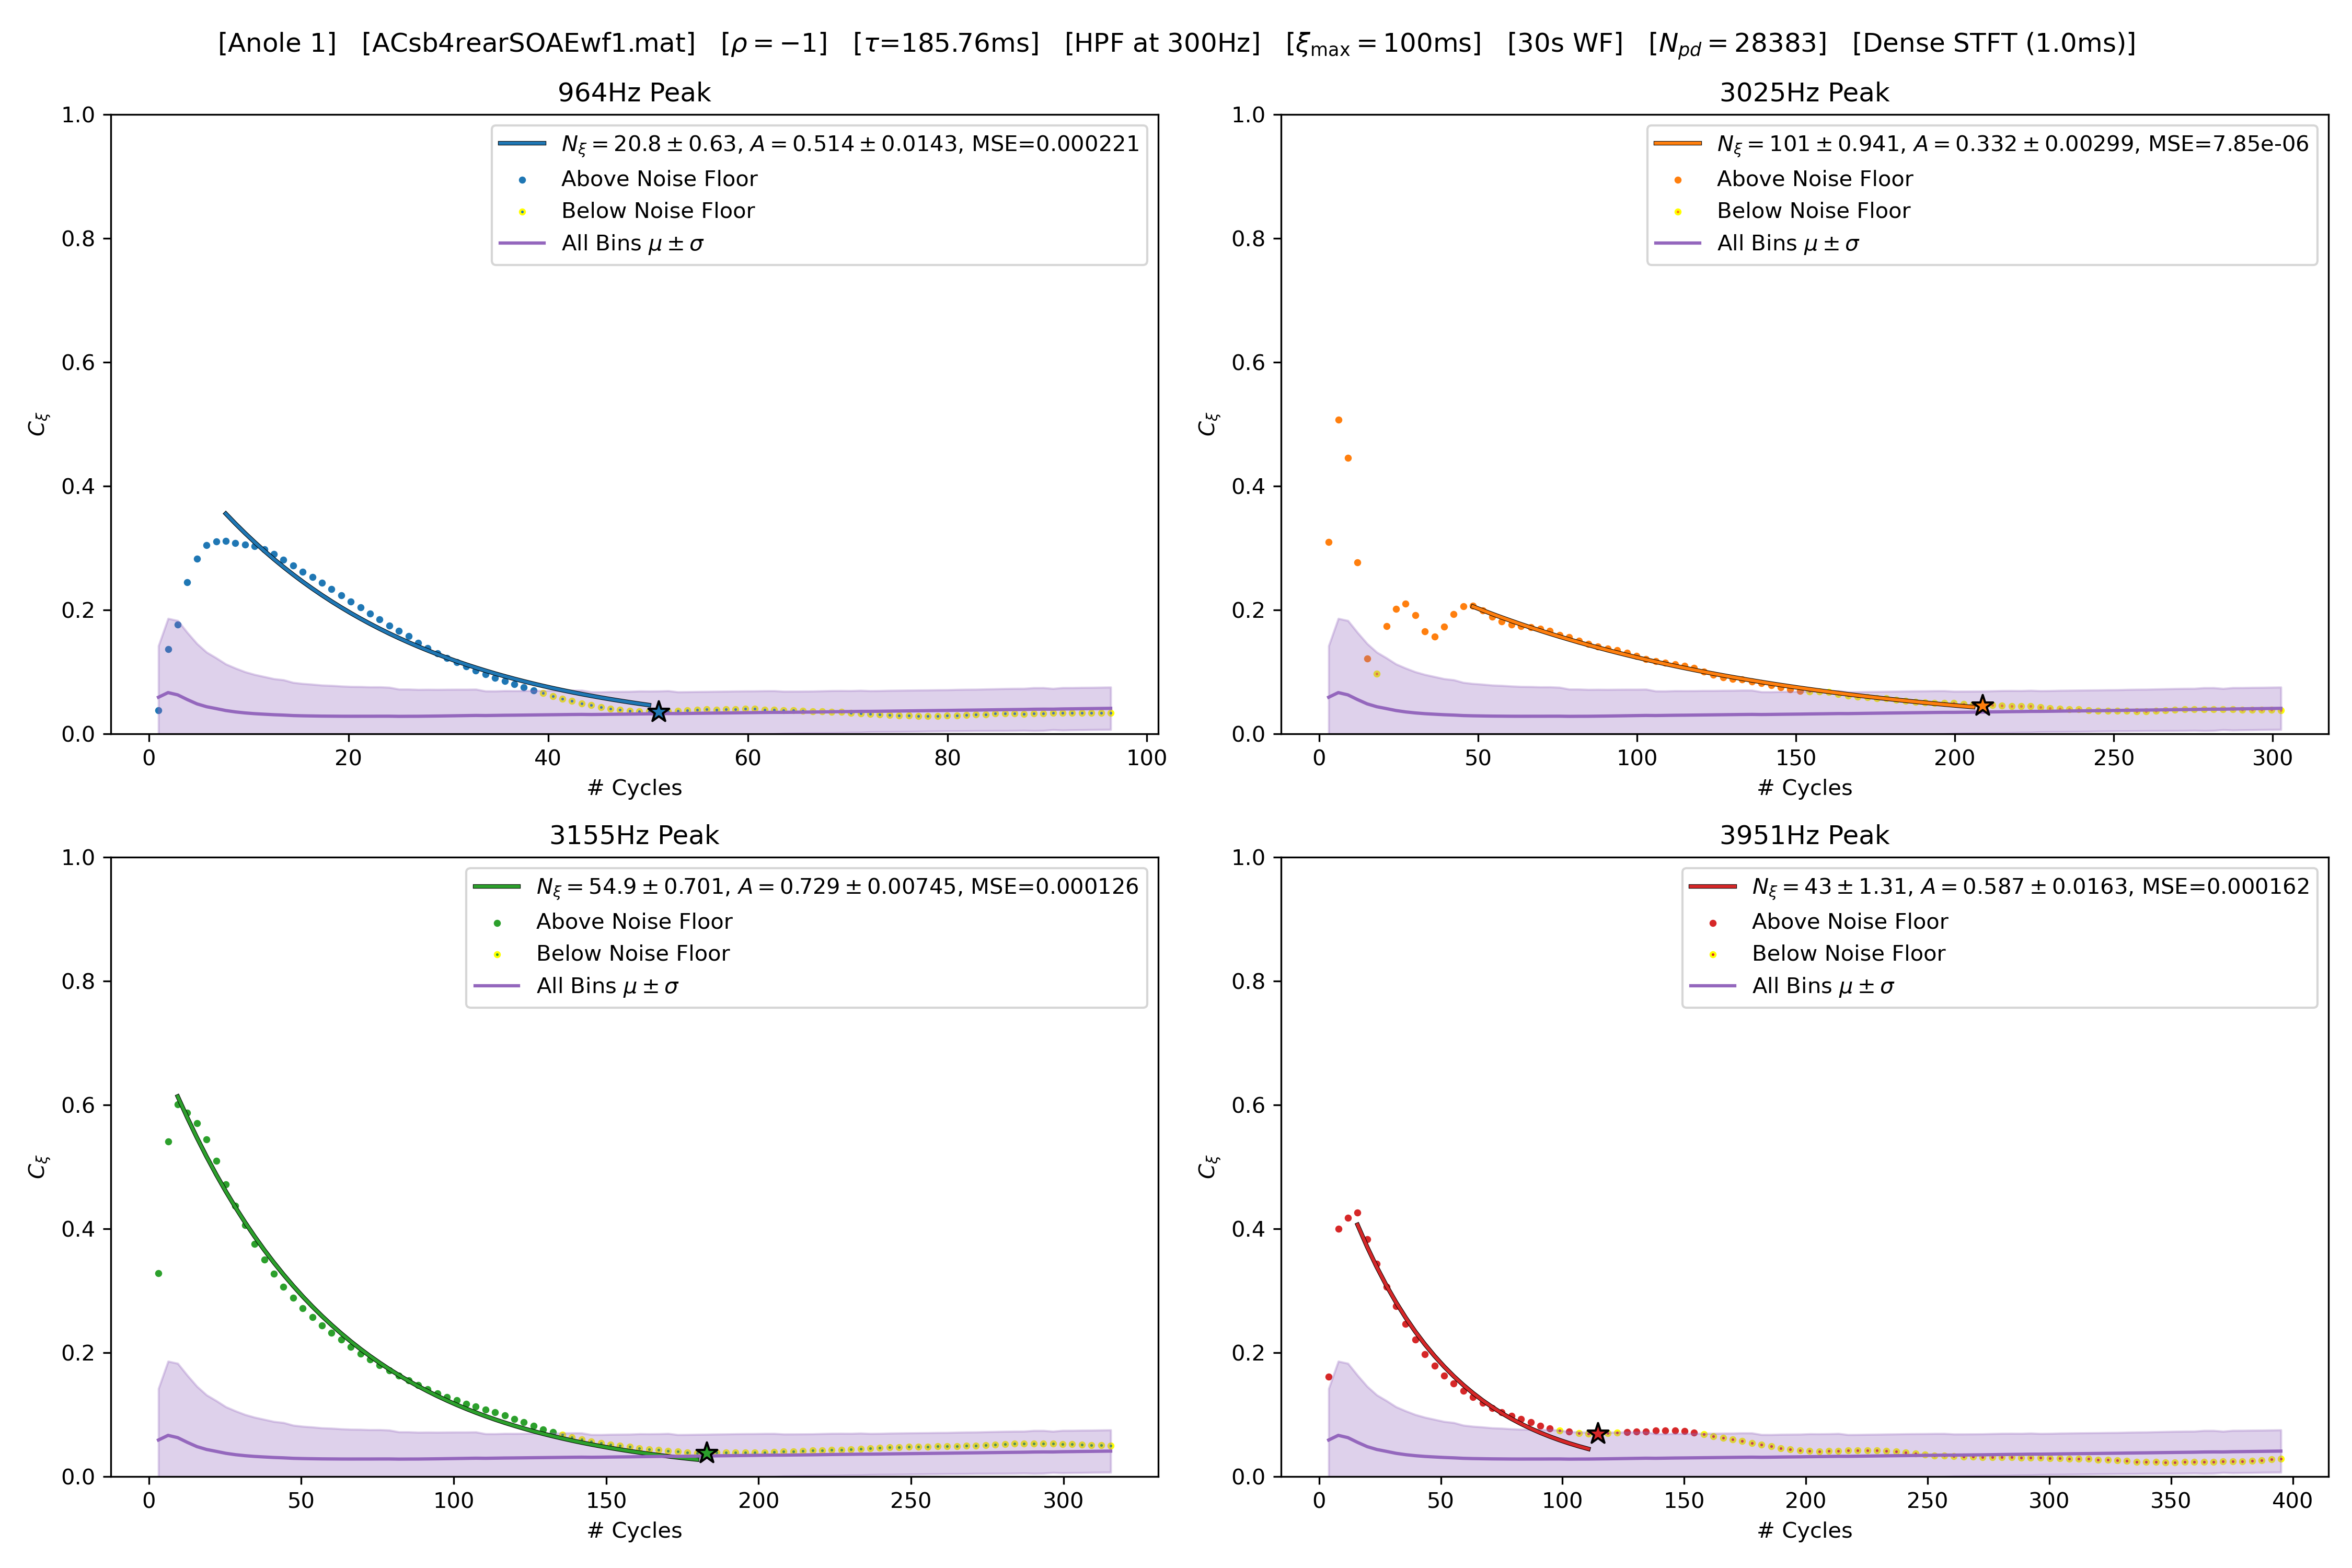 [Anole 1] [ACsb4rearSOAEwf1.mat] [ρ = −1] [τ=185.76ms] [HPF at 300Hz] [ξmax = 100ms] [30s WF] [Npd = 28383] [Dense STFT (1.0ms)]
964Hz Peak
Nξ = 20.8 ± 0.63, A = 0.514 ± 0.0143, MSE=0.000221
Above Noise Floor
Below Noise Floor
All Bins μ ± σ
1.0
0.8
0.6
0.4
0.2
0.0
Cξ
0 20 40 60 80 100
# Cycles
3025Hz Peak
Nξ = 101 ± 0.941, A = 0.332 ± 0.00299, MSE=7.85e-06
Above Noise Floor
Below Noise Floor
All Bins μ ± σ
1.0
0.8
0.6
0.4
0.2
0.0
Cξ
0 50 100 150 200 250 300
# Cycles
3155Hz Peak
Nξ = 54.9 ± 0.701, A = 0.729 ± 0.00745, MSE=0.000126
Above Noise Floor
Below Noise Floor
All Bins μ ± σ
1.0
0.8
0.6
0.4
0.2
0.0
Cξ
0 50 100 150 200 250 300
# Cycles
3951Hz Peak
Nξ = 43 ± 1.31, A = 0.587 ± 0.0163, MSE=0.000162
Above Noise Floor
Below Noise Floor
All Bins μ ± σ
1.0
0.8
0.6
0.4
0.2
0.0
Cξ
0 50 100 150 200 250 300 350 400
# Cycles